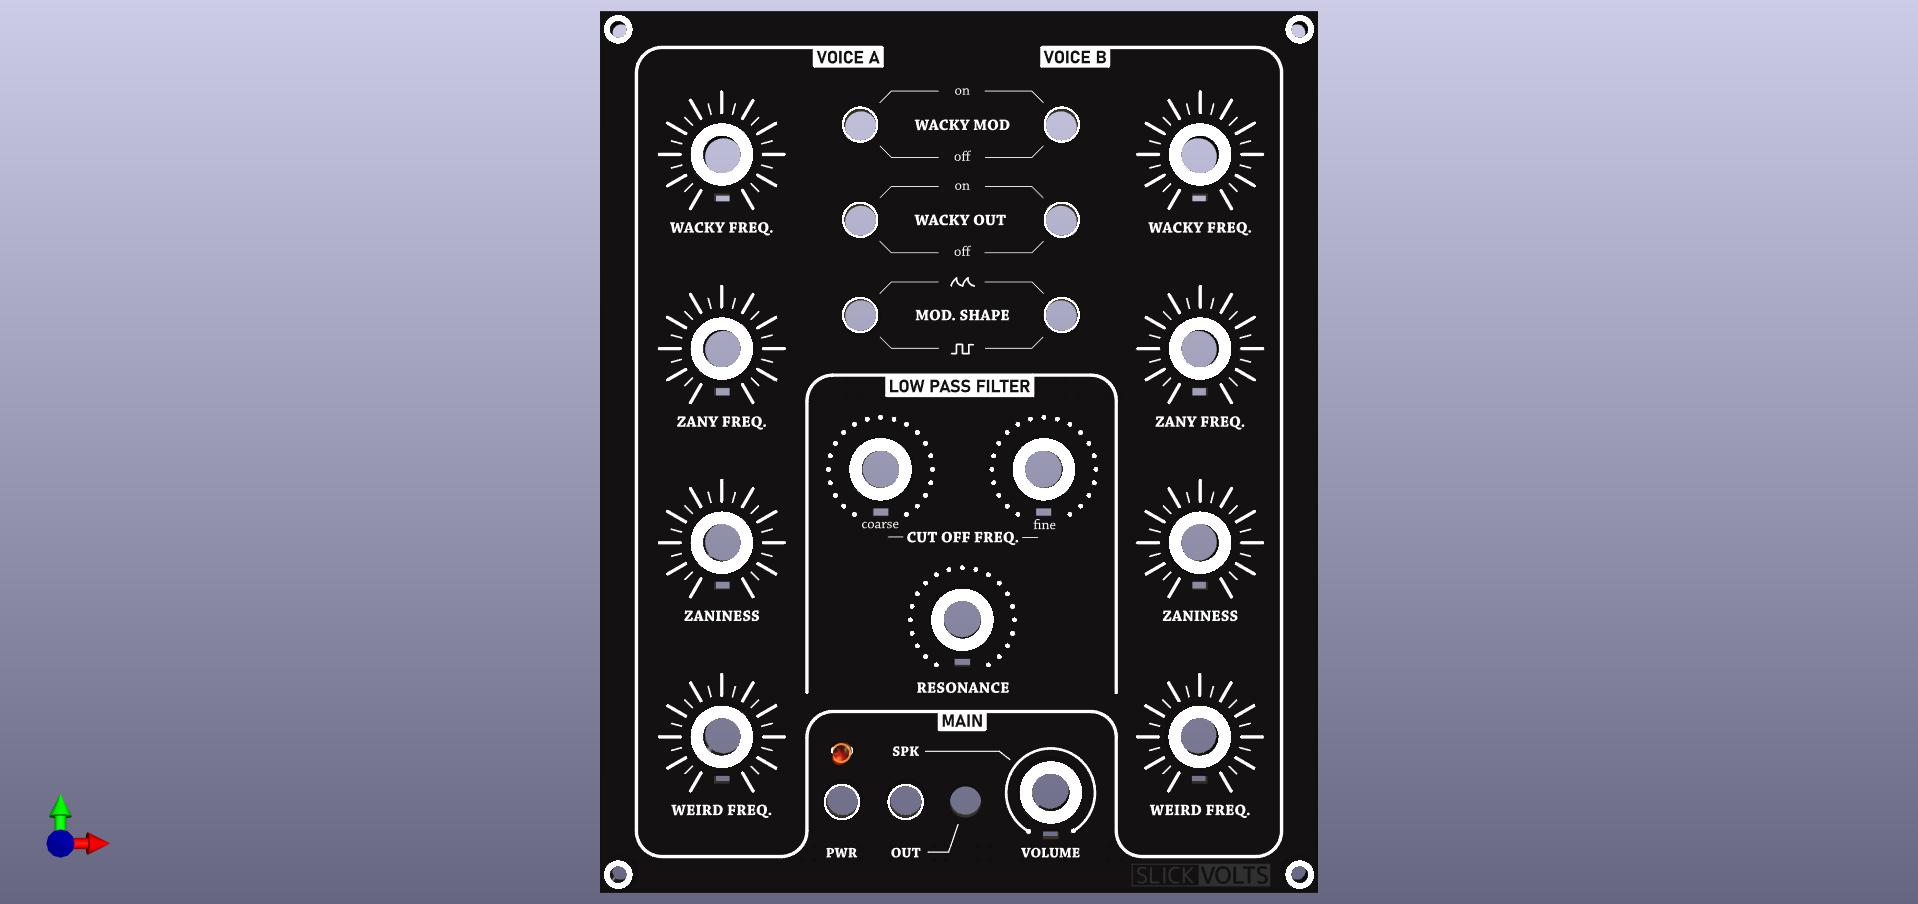 VOICE A VOICE B
on
WACKY MOD
off
WACKY FREQ. WACKY FREQ.
on
WACKY OUT
off
MOD. SHAPE
ZANY FREQ. ZANY FREQ.
LOW PASS FILTER
coarse fine
CUT OFF FREQ.
ZANINESS ZANINESS
RESONANCE
MAIN
SPK
WEIRD FREQ. WEIRD FREQ.
PWR OUT VOLUME
SLICKVOLTS